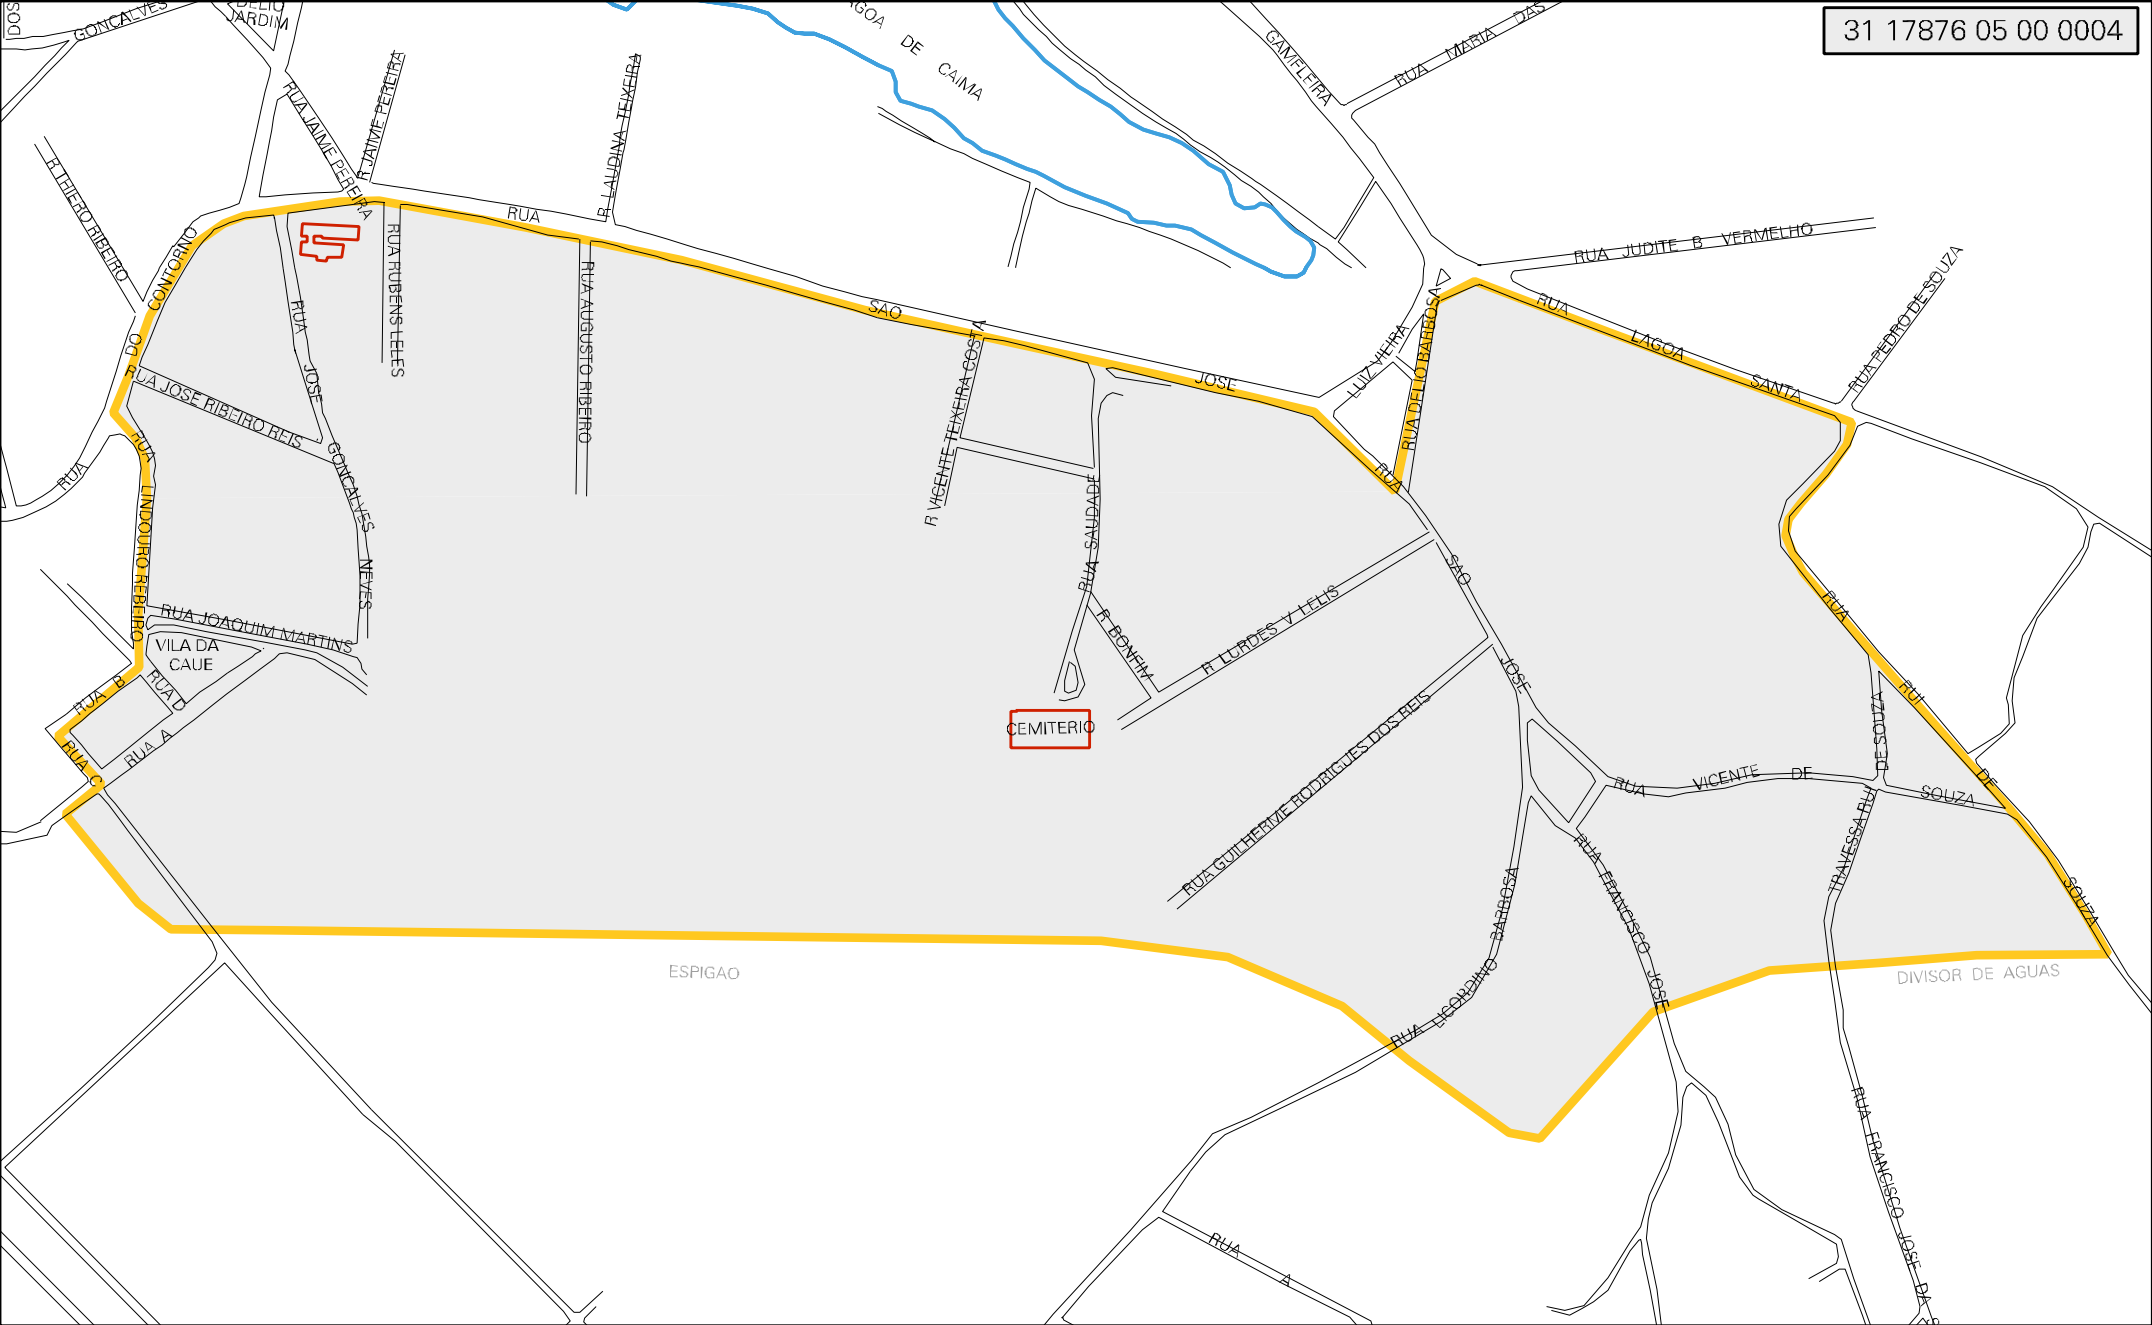 31 17876 05 00 0004
DOS
GONCALVES
DELIO
JARDIM
LAGOA DE CAIMA
GAMELEIRA
RUA MARIA DAS
R THIERO RIBEIRO
RUA JAIME PEREIRA
R JAIME PEREIRA
R LAUDINA TEIXEIRA
RUA SAO JOSE
RUA DO CONTORNO
RUA JOSE GONCALVES NEVES
RUA RUBENS LELES
RUA AUGUSTO RIBEIRO
R VICENTE TEIXEIRA COSTA
RUA JOSE RIBEIRO REIS
RUA LINDOURO REBEIRO
LUIZ VIEIRA
RUA DELIO BARBOSA
RUA JUDITE B VERMELHO
RUA LAGOA SANTA
RUA PEDRO DE SOUZA
RUA SAUDADE
R BONFIM
R LURDES V LELIS
RUA SAO JOSE
RUA JOAQUIM MARTINS
VILA DA
CAUE
RUA B
RUA D
RUA C
RUA A
CEMITERIO
RUA GUILHERME RODRIGUES DOS REIS
RUA RUI DE SOUZA
RUA VICENTE DE SOUZA
TRAVESSA RUI DE SOUZA
RUA LICORDINO BARBOSA
RUA FRANCISCO JOSE
ESPIGAO
DIVISOR DE AGUAS
RUA FRANCISCO JOSE DA
RUA A